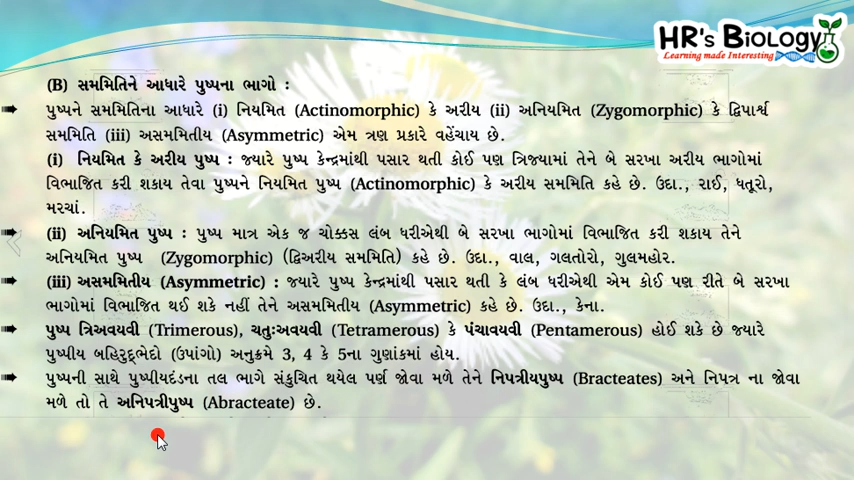 HR's Biology
Learning made Interesting
(B) સમમિતિને આધારે પુષ્પના ભાગો :
પુષ્પને સમમિતિના આધારે (i) નિયમિત (Actinomorphic) કે અરીય (ii) અનિયમિત (Zygomorphic) કે દ્વિપાર્શ્વ
સમમિતિ (iii) અસમમિતીય (Asymmetric) એમ ત્રણ પ્રકારે વહેંચાય છે.
(i) નિયમિત કે અરીય પુષ્પ : જ્યારે પુષ્પ કેન્દ્રમાંથી પસાર થતી કોઈ પણ ત્રિજ્યામાં તેને બે સરખા અરીય ભાગોમાં
વિભાજિત કરી શકાય તેવા પુષ્પને નિયમિત પુષ્પ (Actinomorphic) કે અરીય સમમિતિ કહે છે. ઉદા., રાઈ, ધતૂરો,
મરચાં.
(ii) અનિયમિત પુષ્પ : પુષ્પ માત્ર એક જ ચોક્કસ લંબ ધરીએથી બે સરખા ભાગોમાં વિભાજિત કરી શકાય તેને
અનિયમિત પુષ્પ (Zygomorphic) (દ્વિઅરીય સમમિતિ) કહે છે. ઉદા., વાલ, ગલતોરો, ગુલમહોર.
(iii) અસમમિતીય (Asymmetric) : જ્યારે પુષ્પ કેન્દ્રમાંથી પસાર થતી કે લંબ ધરીએથી એમ કોઈ પણ રીતે બે સરખા
ભાગોમાં વિભાજિત થઈ શકે નહીં તેને અસમમિતીય (Asymmetric) કહે છે. ઉદા., કેના.
પુષ્પ ત્રિઅવયવી (Trimerous), ચતુઃઅવયવી (Tetramerous) કે પંચાવયવી (Pentamerous) હોઈ શકે છે જ્યારે
પુષ્પીય બહિરુદ્ભેદો (ઉપાંગો) અનુક્રમે 3, 4 કે 5ના ગુણાંકમાં હોય.
પુષ્પની સાથે પુષ્પીયદંડના તલ ભાગે સંકુચિત થયેલ પર્ણ જોવા મળે તેને નિપત્રીયપુષ્પ (Bracteates) અને નિપત્ર ના જોવા
મળે તો તે અનિપત્રીપુષ્પ (Abracteate) છે.